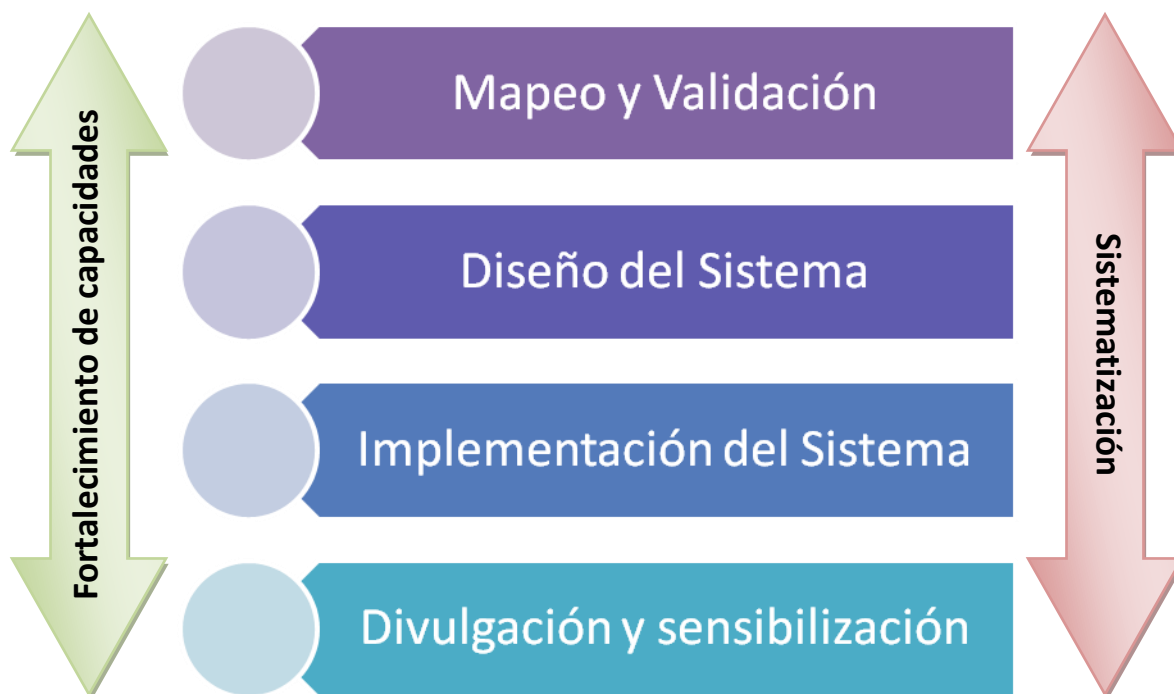 Fortalecimiento de capacidades
Mapeo y Validación
Diseño del Sistema
Implementación del Sistema
Divulgación y sensibilización
Sistematización